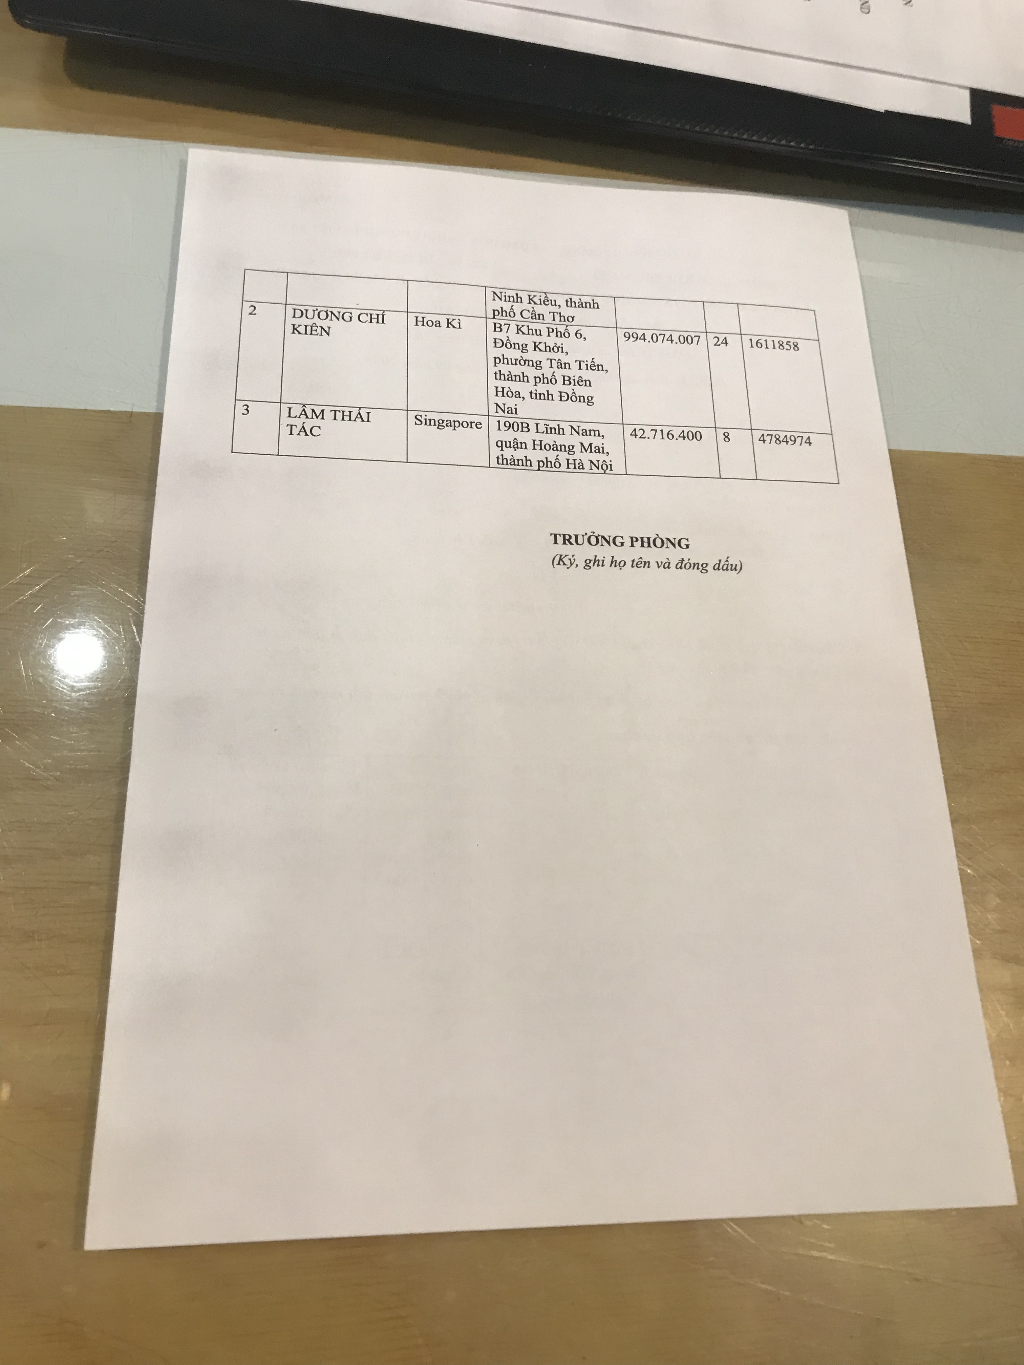 Ninh Kiều, thành
phố Cần Thơ
2 DƯƠNG CHÍ KIÊN Hoa Kì B7 Khu Phố 6, 994.074.007 24 1611858
Đồng Khởi,
phường Tân Tiến,
thành phố Biên
Hòa, tỉnh Đồng
Nai
3 LÂM THÁI TÁC Singapore 190B Lĩnh Nam, 42.716.400 8 4784974
quận Hoàng Mai,
thành phố Hà Nội
TRƯỞNG PHÒNG
(Ký, ghi họ tên và đóng dấu)